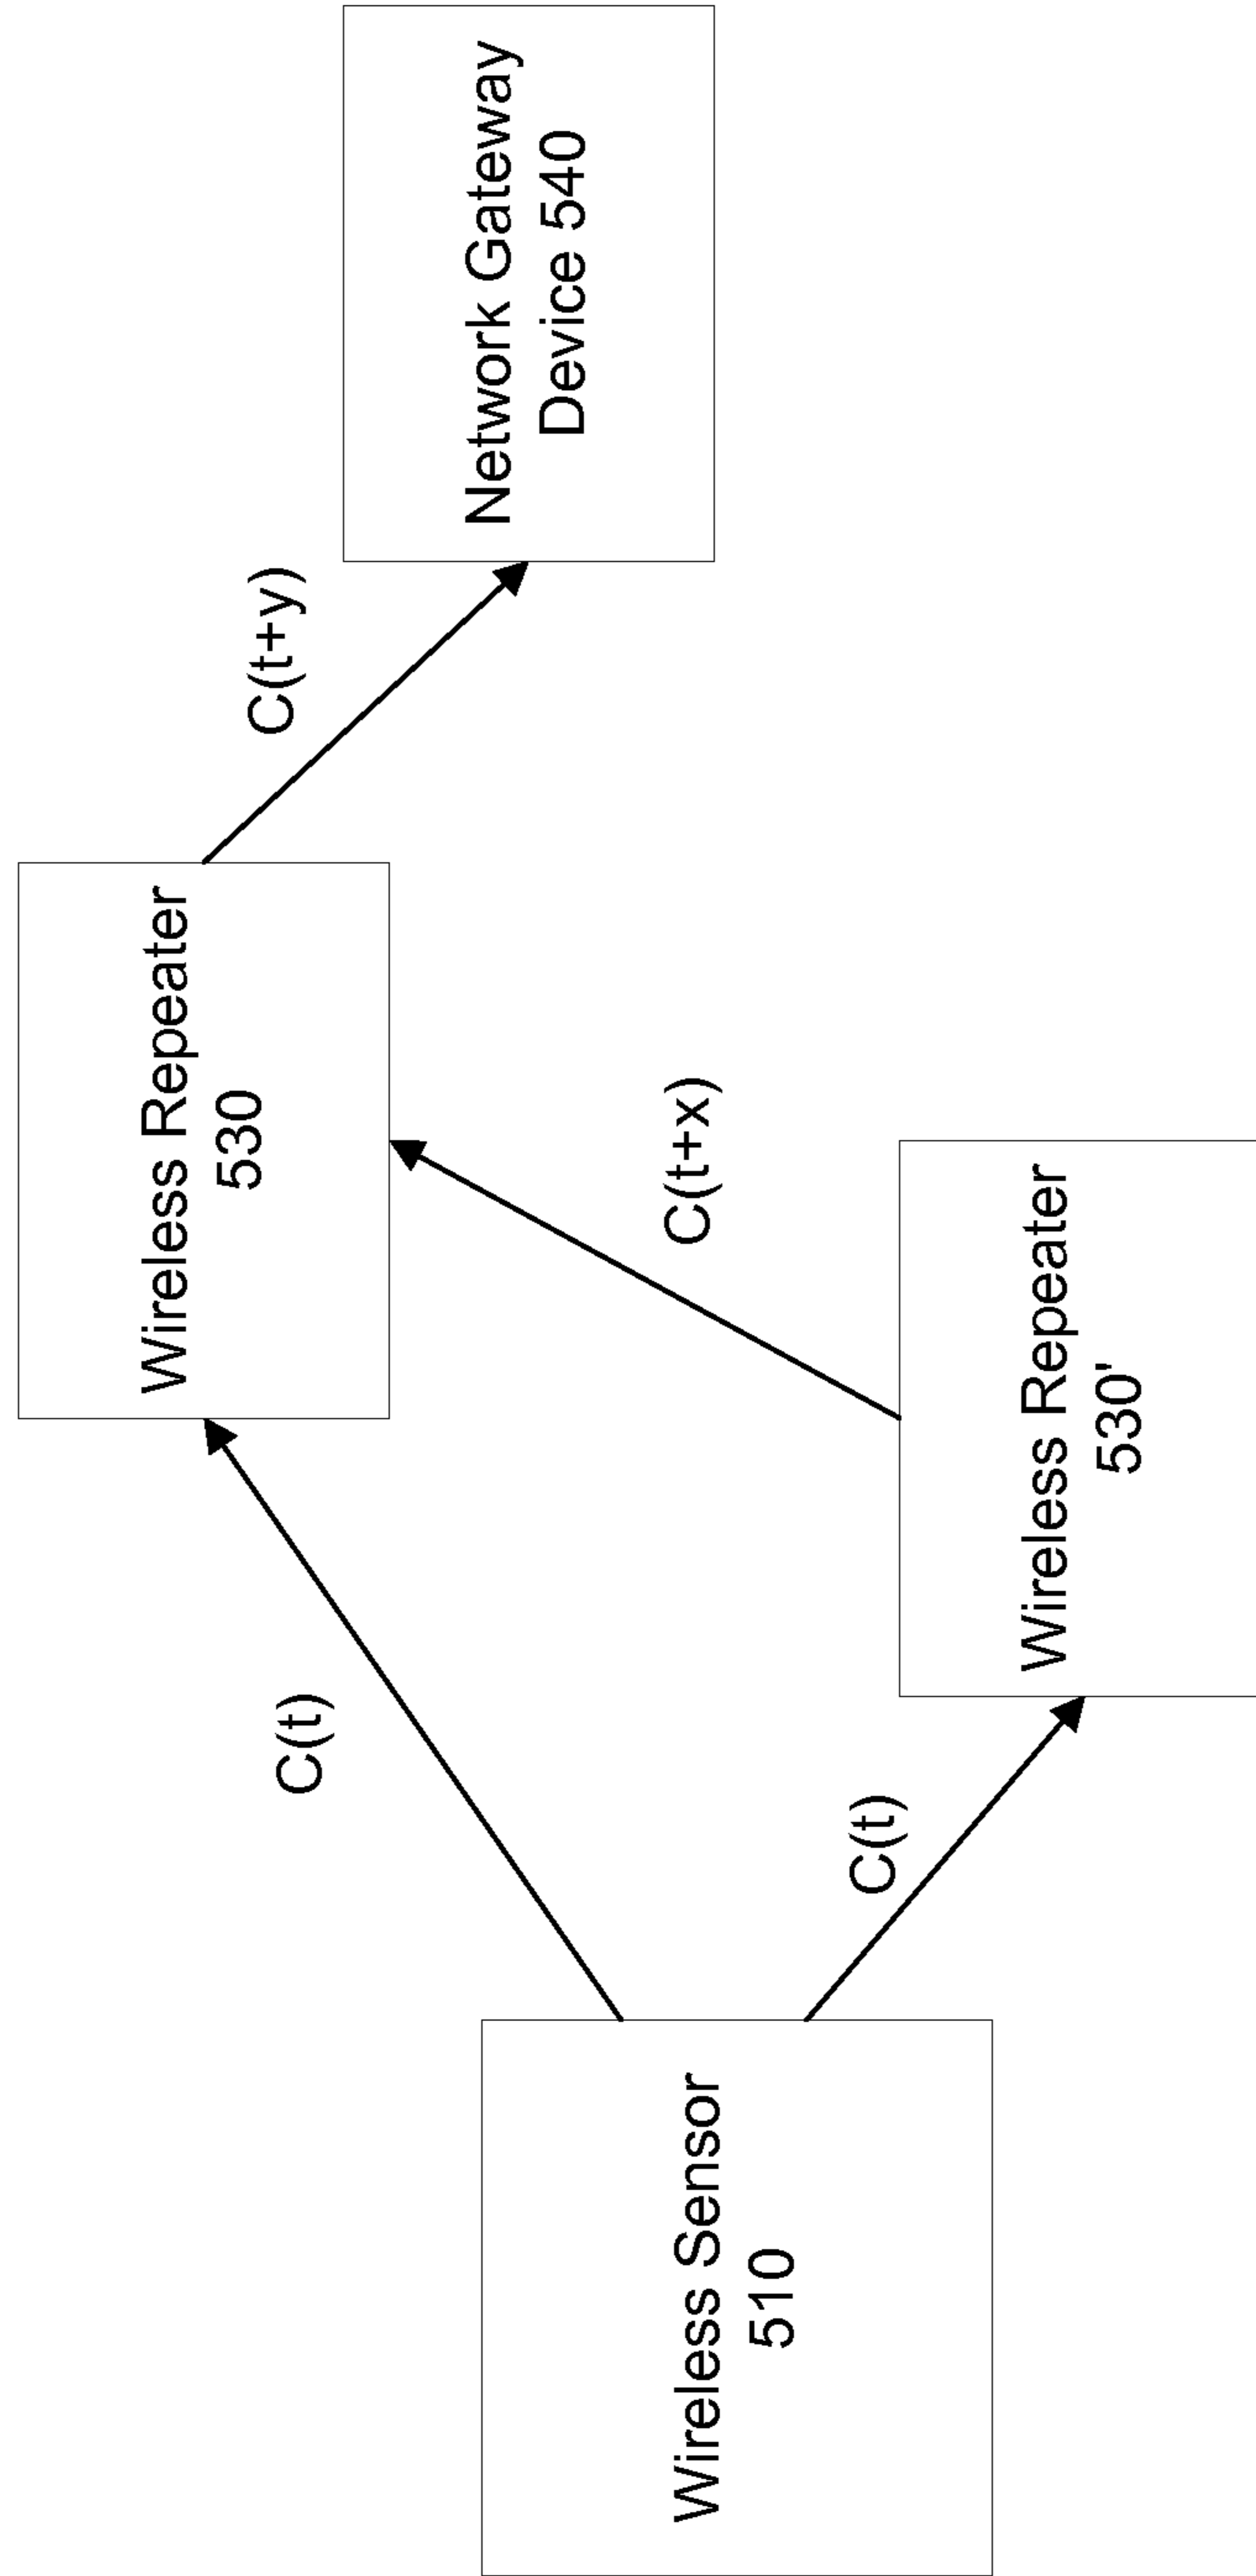 Wireless Sensor
510
C(t)
C(t)
Wireless Repeater
530
Wireless Repeater
530'
C(t+x)
C(t+y)
Network Gateway
Device 540